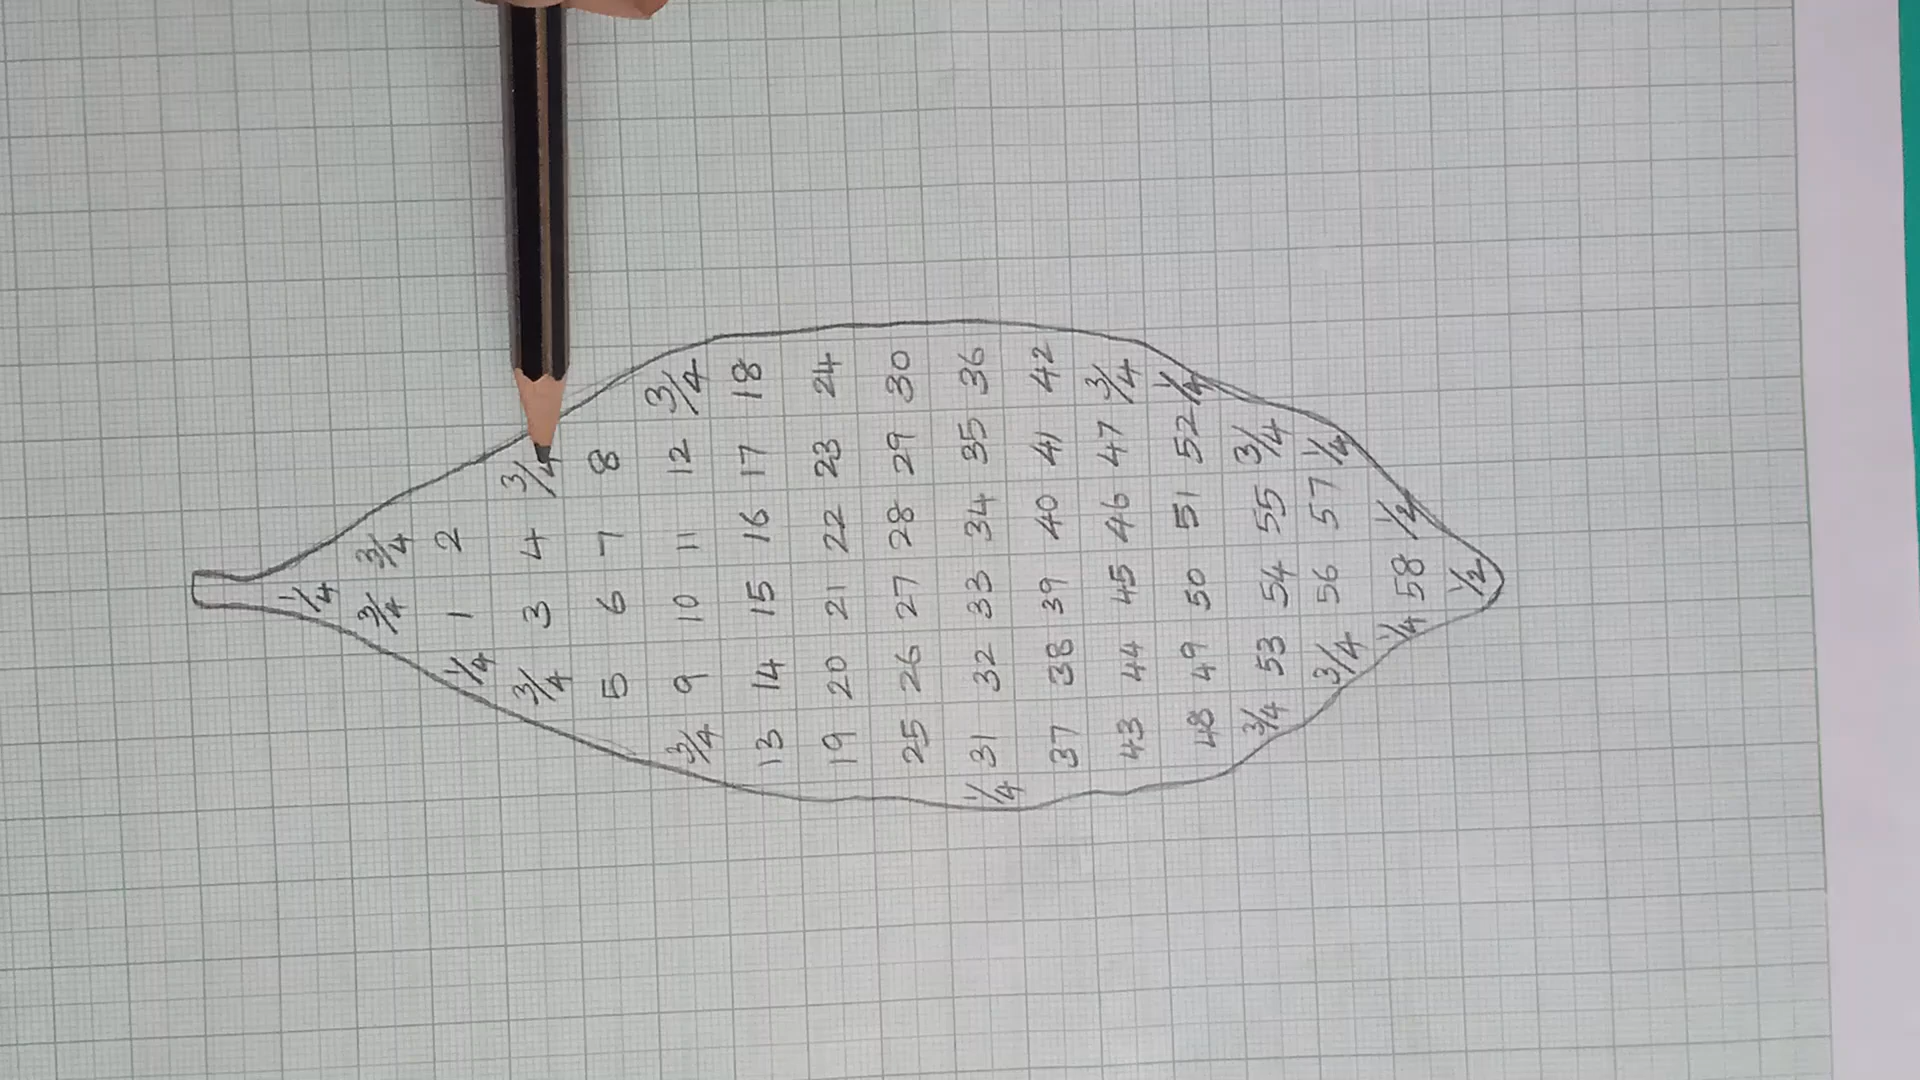 1/4
3/4 3/4
1/4 1 2
3/4 3 4 3/4
5 6 7 8
3/4 9 10 11 12 3/4
13 14 15 16 17 18
19 20 21 22 23 24
25 26 27 28 29 30
1/4 31 32 33 34 35 36
37 38 39 40 41 42
43 44 45 46 47 3/4
48 49 50 51 52 1/4
3/4 53 54 55 3/4
3/4 56 57 1/4
1/4 58 1/2
1/2